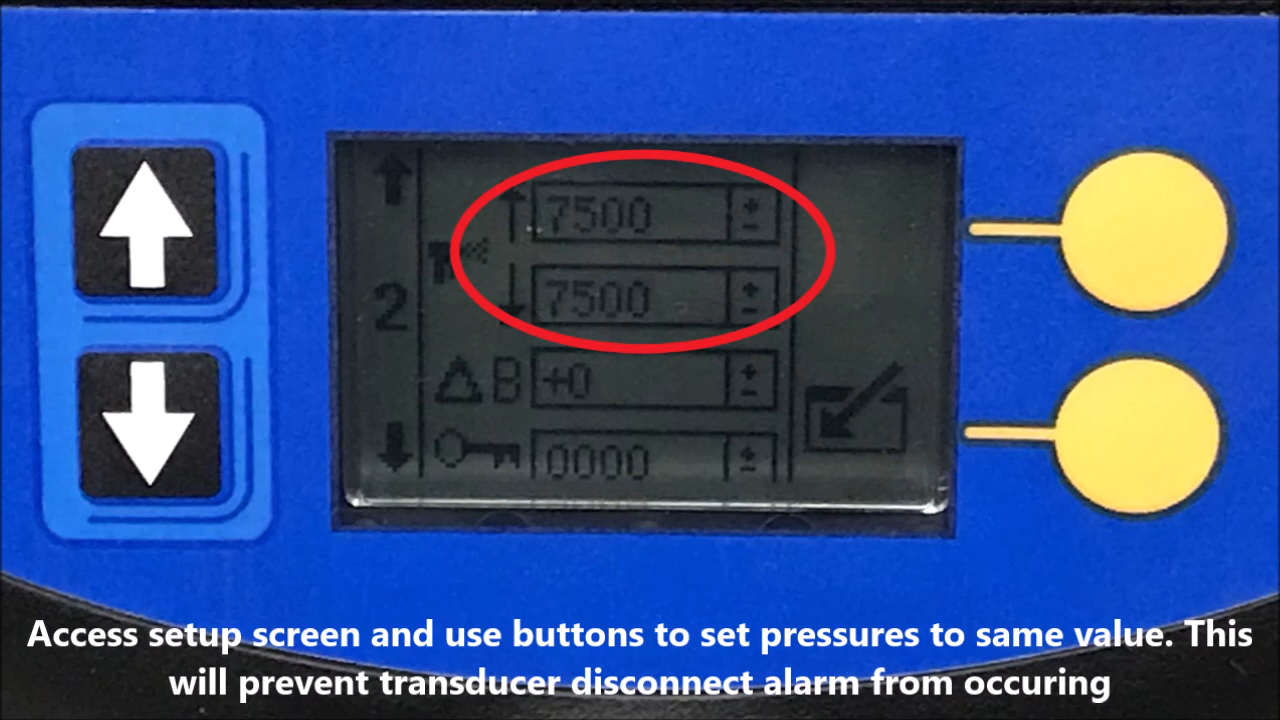 7500
2
7500
B +0
0000
Access setup screen and use buttons to set pressures to same value. This
will prevent transducer disconnect alarm from occuring